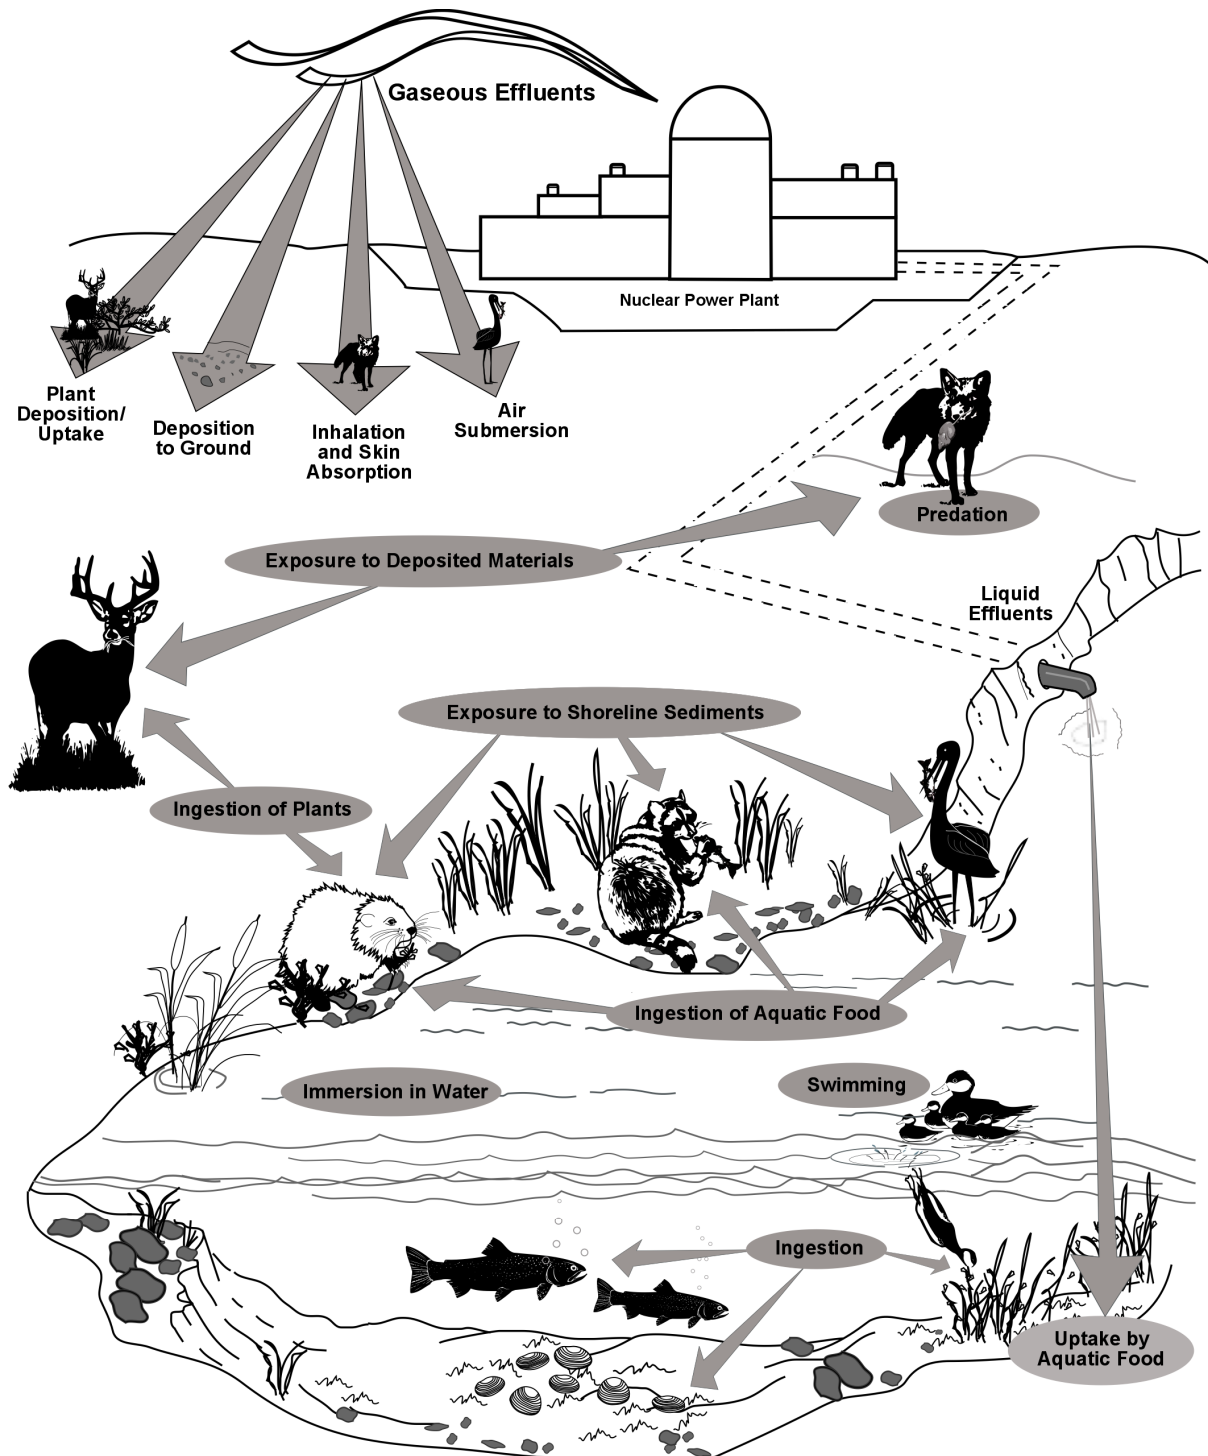 Gaseous Effluents
Nuclear Power Plant
Plant
Deposition/
Uptake
Deposition
to Ground
Inhalation
and Skin
Absorption
Air
Submersion
Predation
Exposure to Deposited Materials
Liquid
Effluents
Exposure to Shoreline Sediments
Ingestion of Plants
Ingestion of Aquatic Food
Immersion in Water
Swimming
Ingestion
Uptake by
Aquatic Food